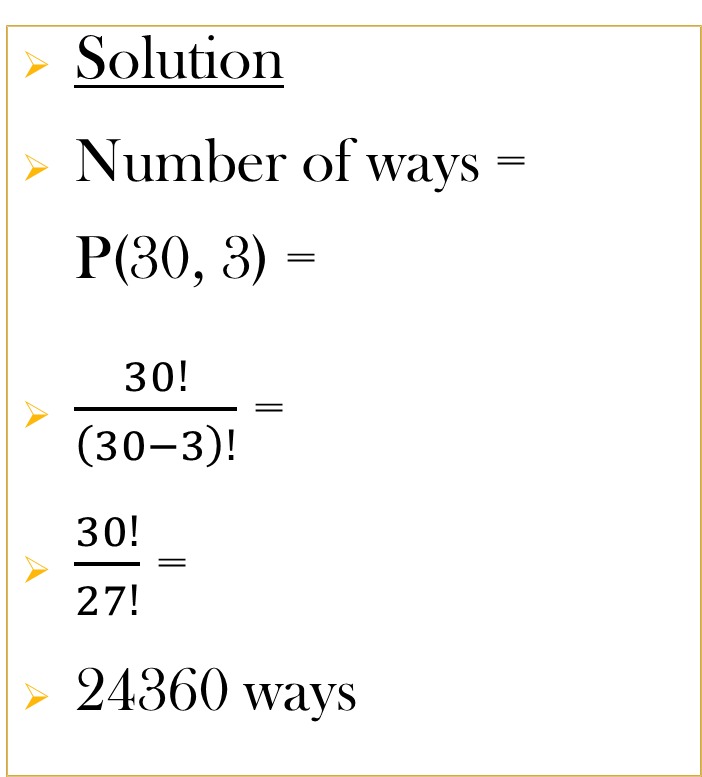 Solution
Number of ways =
P(30, 3) =
30!
(30−3)!
=
30!
27!
=
24360 ways